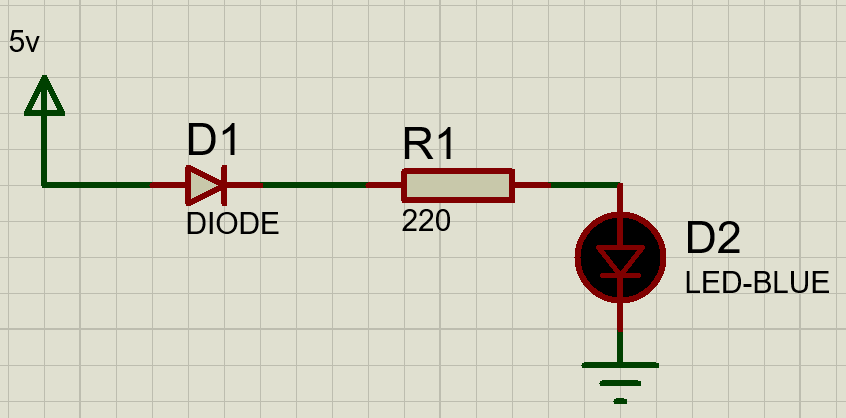 5v
D1
DIODE
R1
220
D2
LED-BLUE